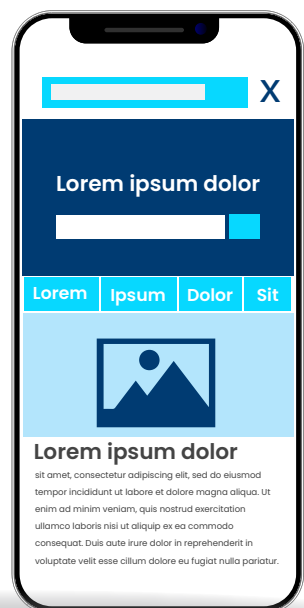 X
Lorem ipsum dolor
Lorem Ipsum Dolor Sit
Lorem ipsum dolor
sit amet, consectetur adipiscing elit, sed do eiusmod
tempor incididunt ut labore et dolore magna aliqua. Ut
enim ad minim veniam, quis nostrud exercitation
ullamco laboris nisi ut aliquip ex ea commodo
consequat. Duis aute irure dolor in reprehenderit in
voluptate velit esse cillum dolore eu fugiat nulla pariatur.